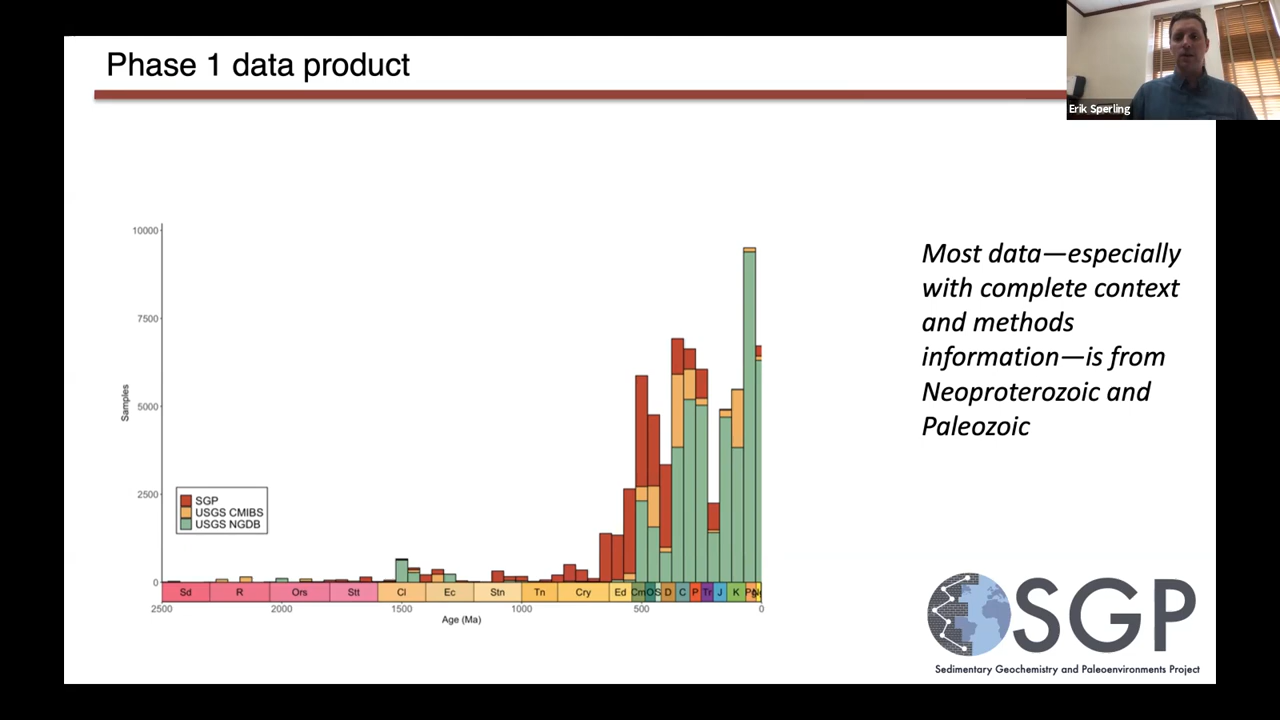 Phase 1 data product
Erik Sperling
10000
7500
5000
2500
0
Samples
SGP
USGS CMIBS
USGS NGDB
Sd R Ors Stt Cl Ec Stn Tn Cry Ed Cm O S D C P Tr J K
2500 2000 1500 1000 500 0
Age (Ma)
Most data—especially
with complete context
and methods
information—is from
Neoproterozoic and
Paleozoic
SGP
Sedimentary Geochemistry and Paleoenvironments Project